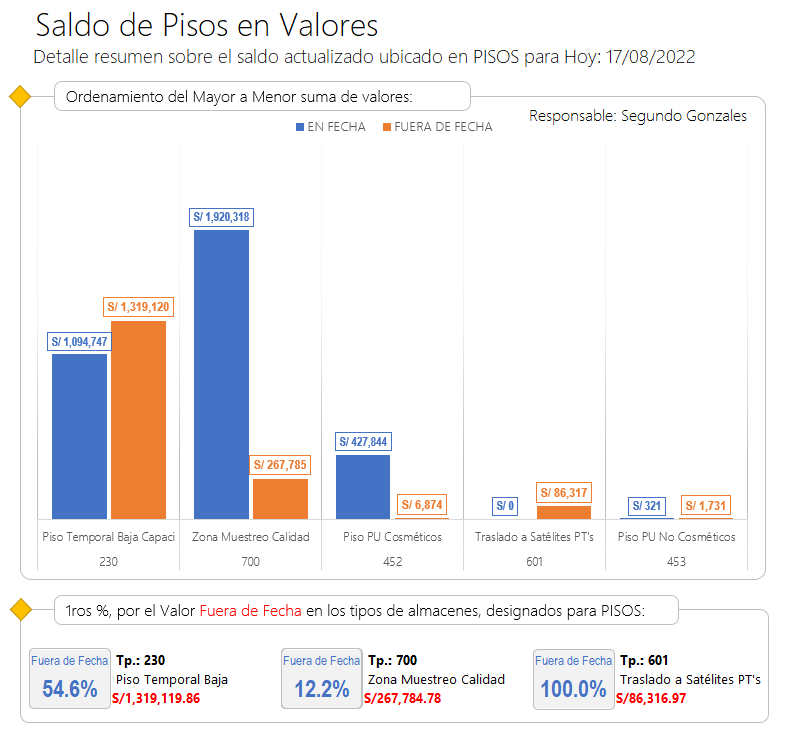 Saldo de Pisos en Valores
Detalle resumen sobre el saldo actualizado ubicado en PISOS para Hoy: 17/08/2022
Ordenamiento del Mayor a Menor suma de valores:
Responsable: Segundo Gonzales
EN FECHA FUERA DE FECHA
S/ 1,920,318
S/ 1,319,120
S/ 1,094,747
S/ 427,844
S/ 267,785
S/ 6,874
S/ 0
S/ 86,317
S/ 321
S/ 1,731
Piso Temporal Baja Capaci Zona Muestreo Calidad Piso PU Cosméticos Traslado a Satélites PT's Piso PU No Cosméticos
230 700 452 601 453
1ros %, por el Valor Fuera de Fecha en los tipos de almacenes, designados para PISOS:
Fuera de Fecha
54.6%
Tp.: 230
Piso Temporal Baja
S/1,319,119.86
Fuera de Fecha
12.2%
Tp.: 700
Zona Muestreo Calidad
S/267,784.78
Fuera de Fecha
100.0%
Tp.: 601
Traslado a Satélites PT's
S/86,316.97